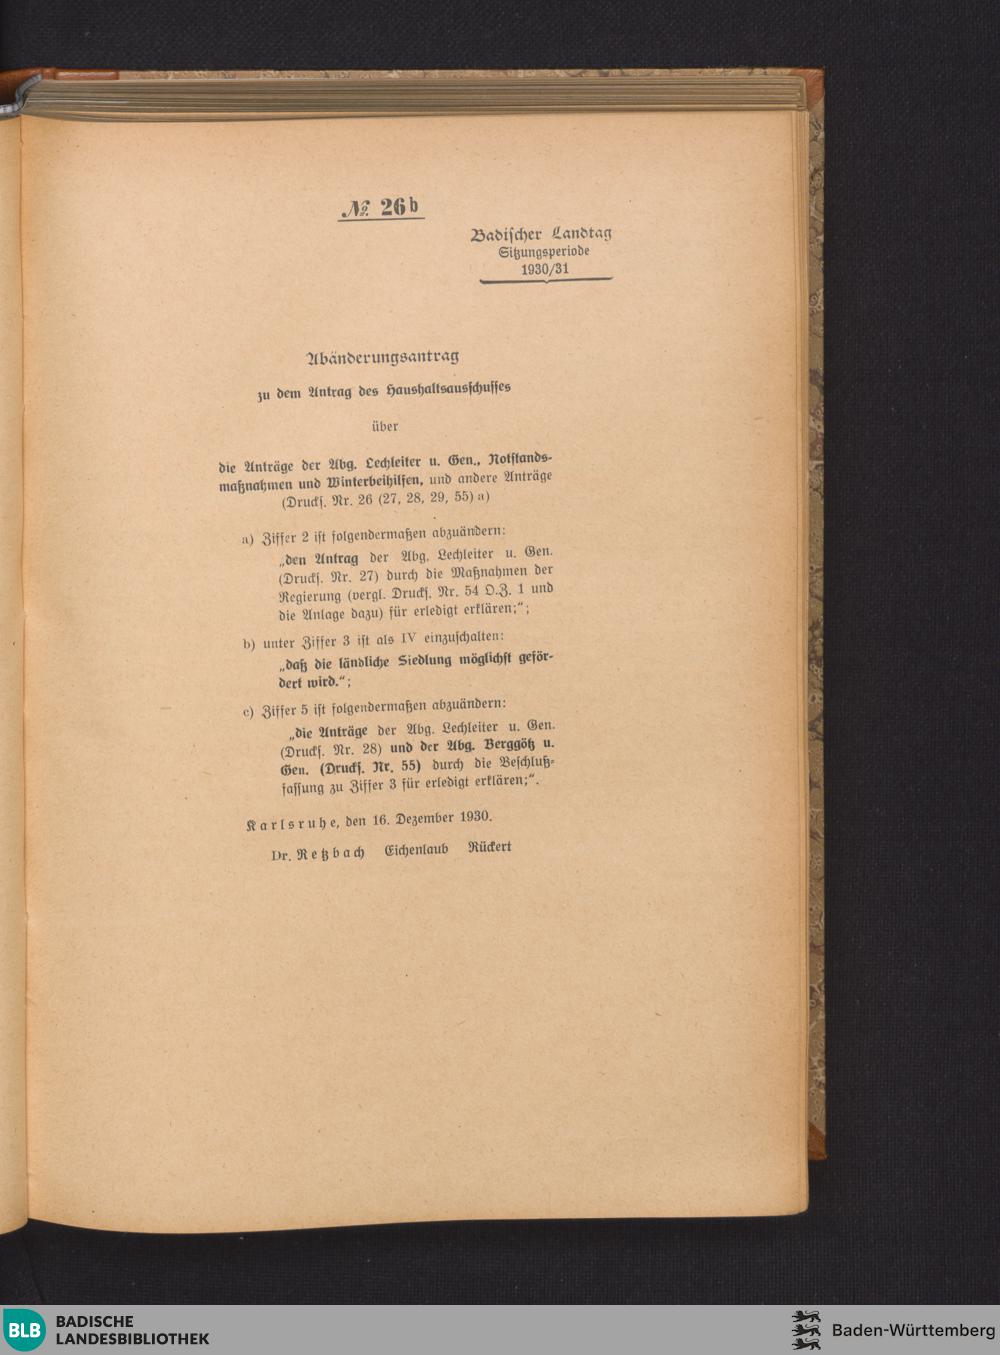 № 26 b
Badischer Landtag
Sitzungsperiode
1930/31
Abänderungsantrag
zu dem Antrag des Haushaltsausschusses
über
die Anträge der Abg. Lechleiter u. Gen., Notstands-
maßnahmen und Winterbeihilfen, und andere Anträge
(Drucks. Nr. 26 (27, 28, 29, 55) a)
a) Ziffer 2 ist folgendermaßen abzuändern:
„den Antrag der Abg. Lechleiter u. Gen.
(Drucks. Nr. 27) durch die Maßnahmen der
Regierung (vergl. Drucks. Nr. 54 O.Z. 1 und
die Anlage dazu) für erledigt erklären;“;
b) unter Ziffer 3 ist als IV einzuschalten:
„daß die ländliche Siedlung möglichst geför-
dert wird.“;
c) Ziffer 5 ist folgendermaßen abzuändern:
„die Anträge der Abg. Lechleiter u. Gen.
(Drucks. Nr. 28) und der Abg. Berggötz u.
Gen. (Drucks. Nr. 55) durch die Beschluß-
fassung zu Ziffer 3 für erledigt erklären;“.
Karlsruhe, den 16. Dezember 1930.
Dr. Retzbach Eichenlaub Rückert
BLB BADISCHE
LANDESBIBLIOTHEK
Baden-Württemberg